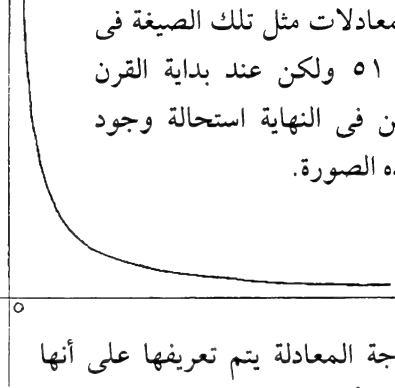 معادلات مثل تلك الصيغة فى
٥١ ولكن عند بداية القرن
ن فى النهاية استحالة وجود
الصورة.
O
جة المعادلة يتم تعريفها على أنها